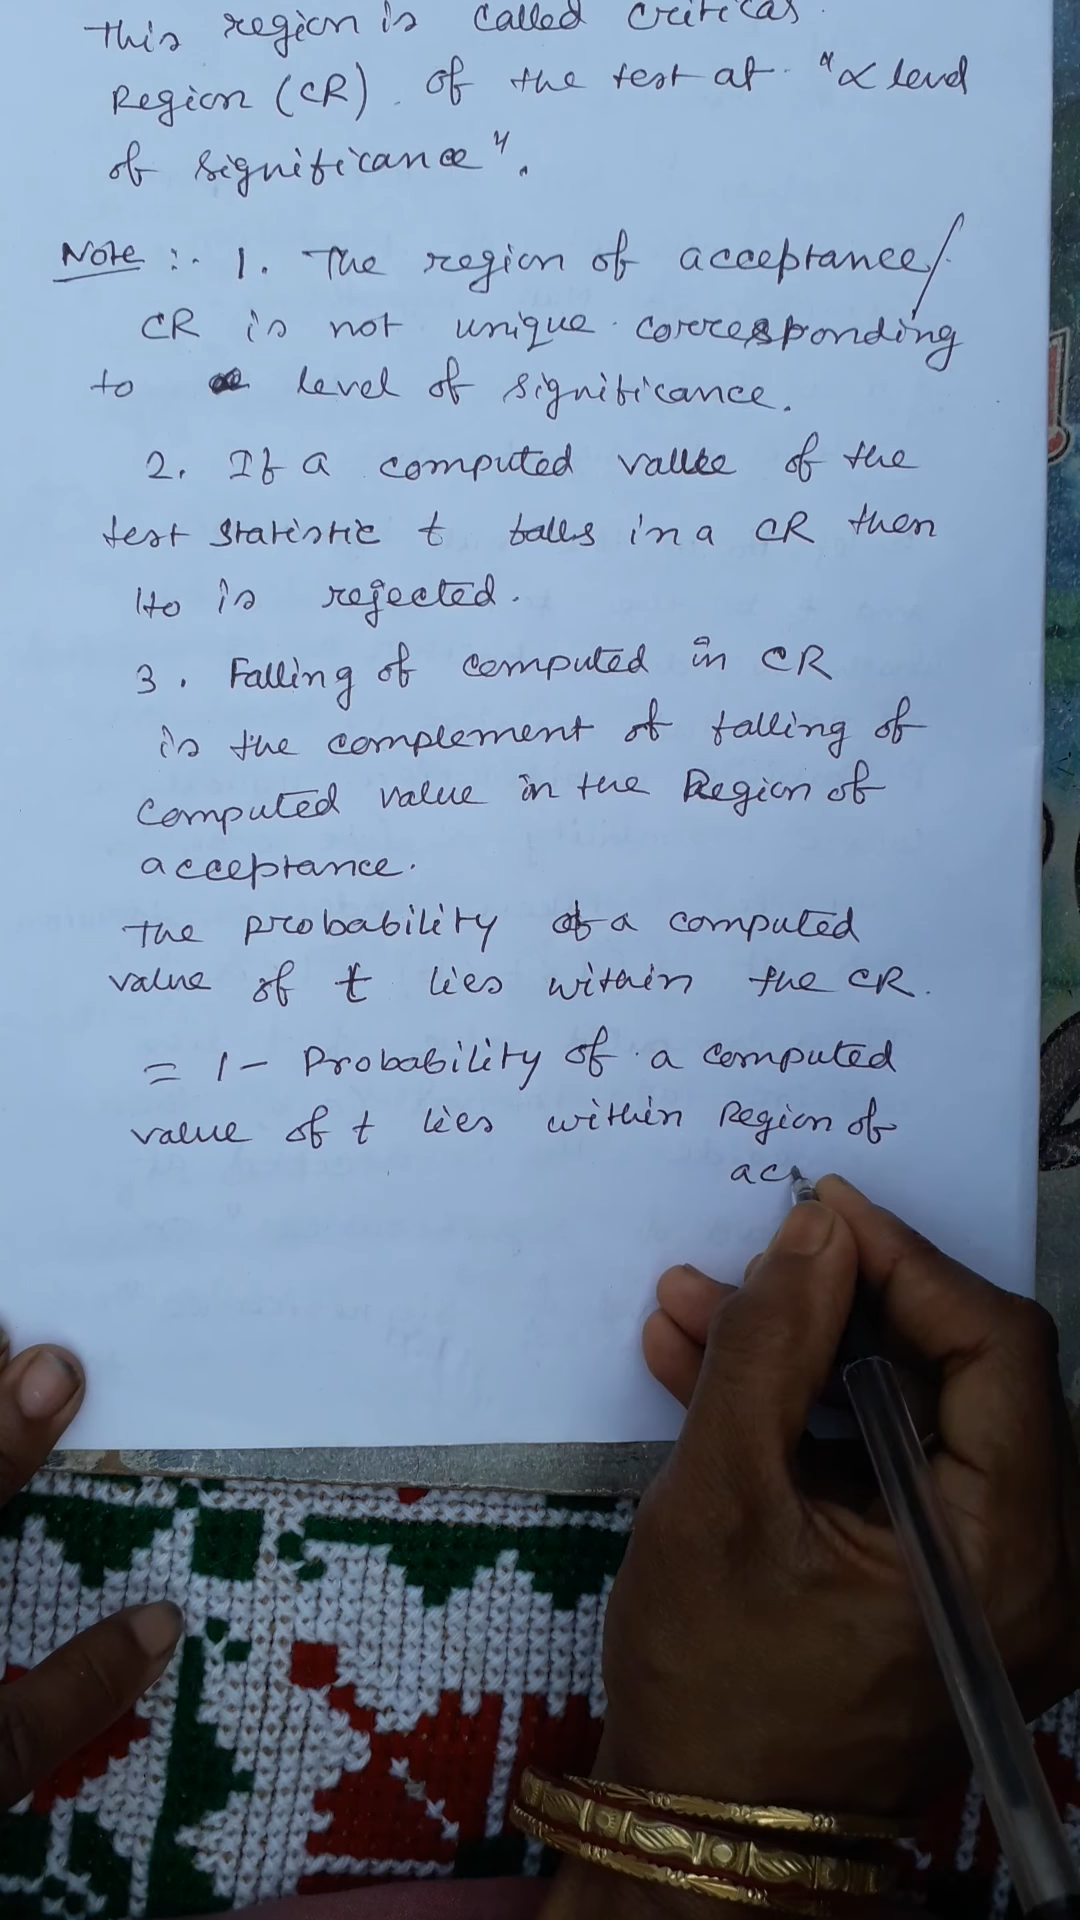 This region is called critical
Region (CR). of the test at "α level
of significance".
Note :- 1. The region of acceptance/
CR is not unique corresponding
to level of significance.
2. If a computed value of the
test statistic t falls in a CR then
H0 is rejected.
3. Falling of computed in CR
is the complement of falling of
computed value in the Region of
acceptance.
The probability of a computed
value of t lies within the CR.
= 1 - Probability of a computed
value of t lies within Region of
ac